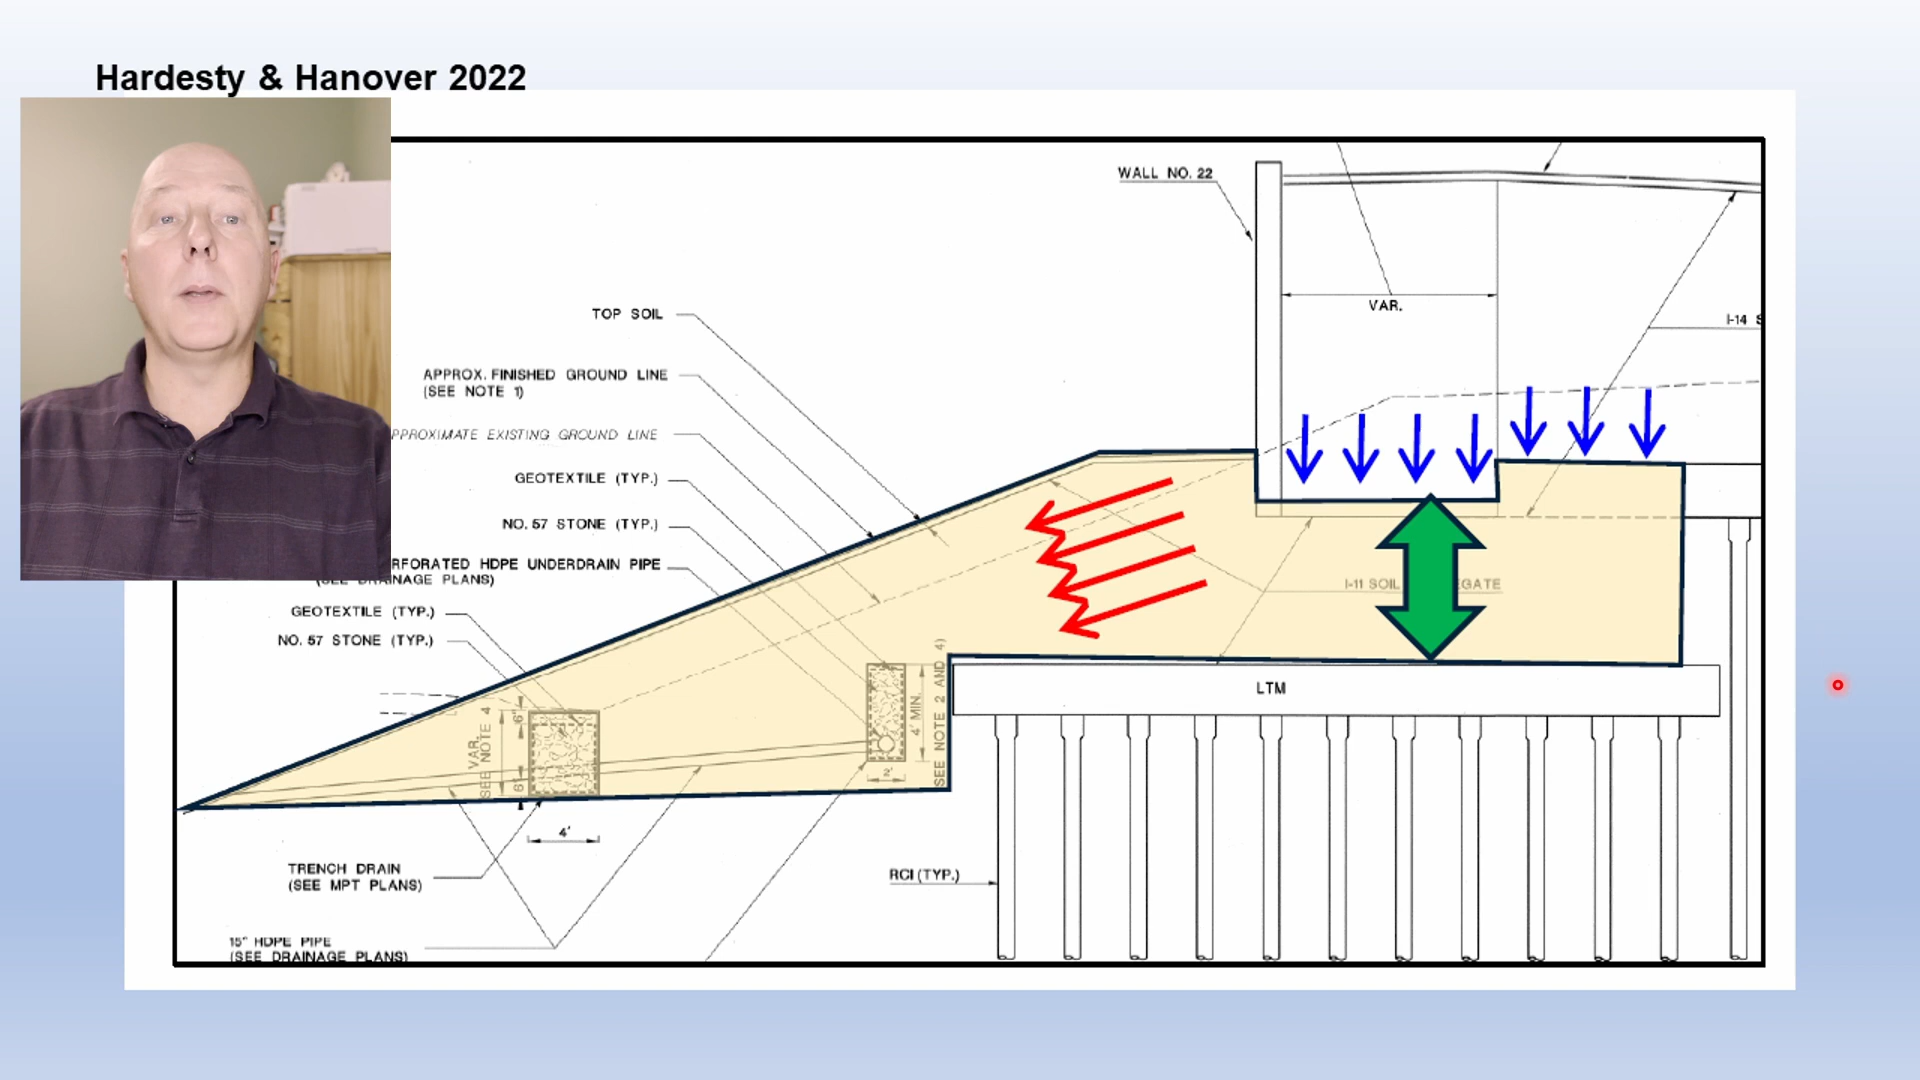 Hardesty & Hanover 2022
WALL NO. 22
VAR.
I-14 S
TOP SOIL
APPROX. FINISHED GROUND LINE
(SEE NOTE 1)
PPROXIMATE EXISTING GROUND LINE
GEOTEXTILE (TYP.)
NO. 57 STONE (TYP.)
RFORATED HDPE UNDERDRAIN PIPE
(SEE DRAINAGE PLANS)
GEOTEXTILE (TYP.)
NO. 57 STONE (TYP.)
I-11 SOIL EGATE
LTM
VAR.
SEE NOTE 4
6"
6"
4'
4' MIN.
SEE NOTE 2 AND 4)
2'
TRENCH DRAIN
(SEE MPT PLANS)
RCI (TYP.)
15" HDPE PIPE
(SEE DRAINAGE PLANS)